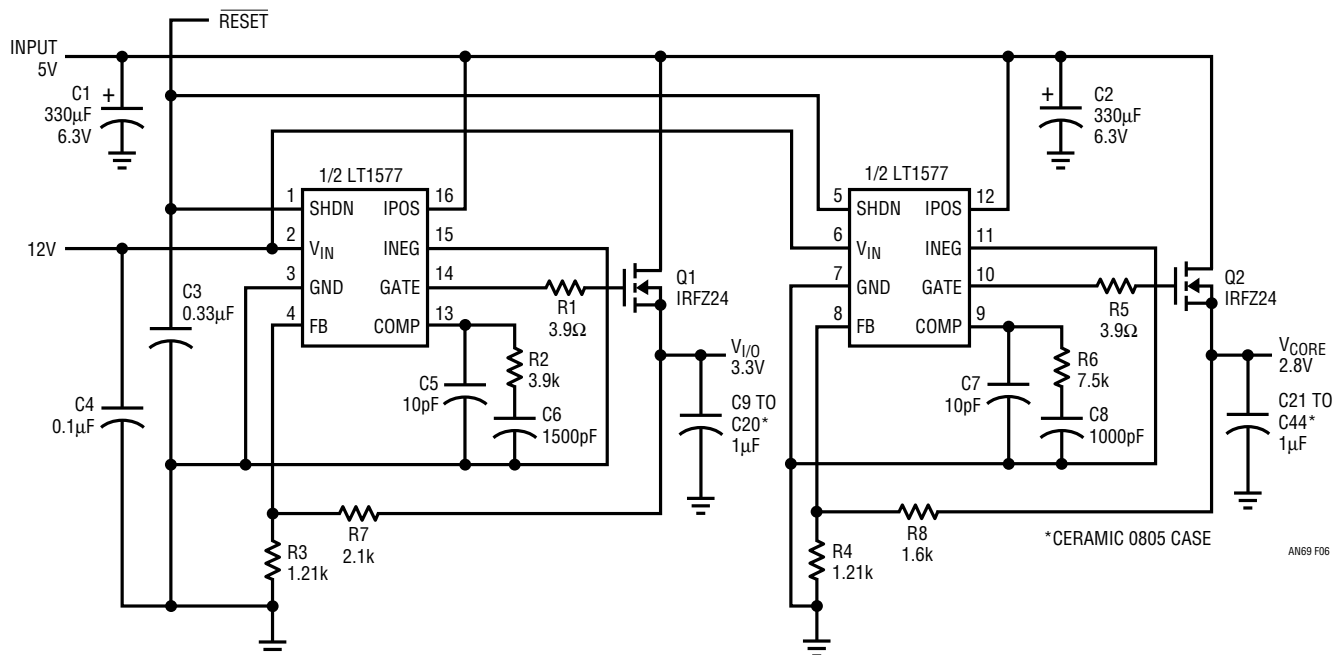 RESET
INPUT
5V
C1
330µF
6.3V
+
+
C2
330µF
6.3V
1/2 LT1577
1 SHDN IPOS 16
2 VIN INEG 15
3 GND GATE 14
4 FB COMP 13
12V
C3
0.33µF
C4
0.1µF
R1
3.9Ω
Q1
IRFZ24
R2
3.9k
C5
10pF
C6
1500pF
VI/O
3.3V
C9 TO
C20*
1µF
R7
2.1k
R3
1.21k
1/2 LT1577
5 SHDN IPOS 12
6 VIN INEG 11
7 GND GATE 10
8 FB COMP 9
R5
3.9Ω
Q2
IRFZ24
R6
7.5k
C7
10pF
C8
1000pF
VCORE
2.8V
C21 TO
C44*
1µF
R8
1.6k
R4
1.21k
*CERAMIC 0805 CASE
AN69 F06